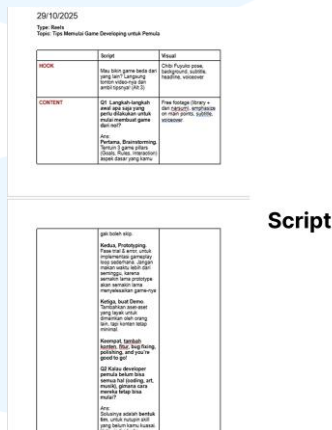 29/10/2025
Type: Reels
Topic: Tips Memulai Game Developing untuk Pemula
Script
Visual
HOOK
Mau bikin game beda dari
yang lain? Langsung
tonton video-nya dan
ambil tipsnya! (Alt 3)
Chibi Fuyuko pose,
background, subtitle,
headline, voiceover
CONTENT
Q1 Langkah-langkah
awal apa saja yang
perlu dilakukan untuk
mulai membuat game
dari nol?
Ans:
Pertama, Brainstorming.
Tentuin 3 game pillars
(Goals, Rules, Interaction)
aspek dasar yang kamu
Free footage (library +
dari narsum), emphasize
on main points, subtitle,
voiceover
gak boleh skip.
Kedua, Prototyping.
Fase trial & error, untuk
implementasi gameplay
loop sederhana. Jangan
makan waktu lebih dari
seminggu, karena
semakin lama prototype
akan semakin lama
menyelesaikan game-nya
Ketiga, buat Demo.
Tambahkan aset-aset
yang layak untuk
dimainkan oleh orang
lain, tapi konten tetap
minimal.
Keempat, tambah
konten, fitur, bug fixing,
polishing, and you're
good to go!
Q2 Kalau developer
pemula belum bisa
semua hal (coding, art,
musik), gimana cara
mereka tetap bisa
mulai?
Ans:
Solusinya adalah bentuk
tim, untuk nutupin skill
yang belum kamu kuasai.
Script